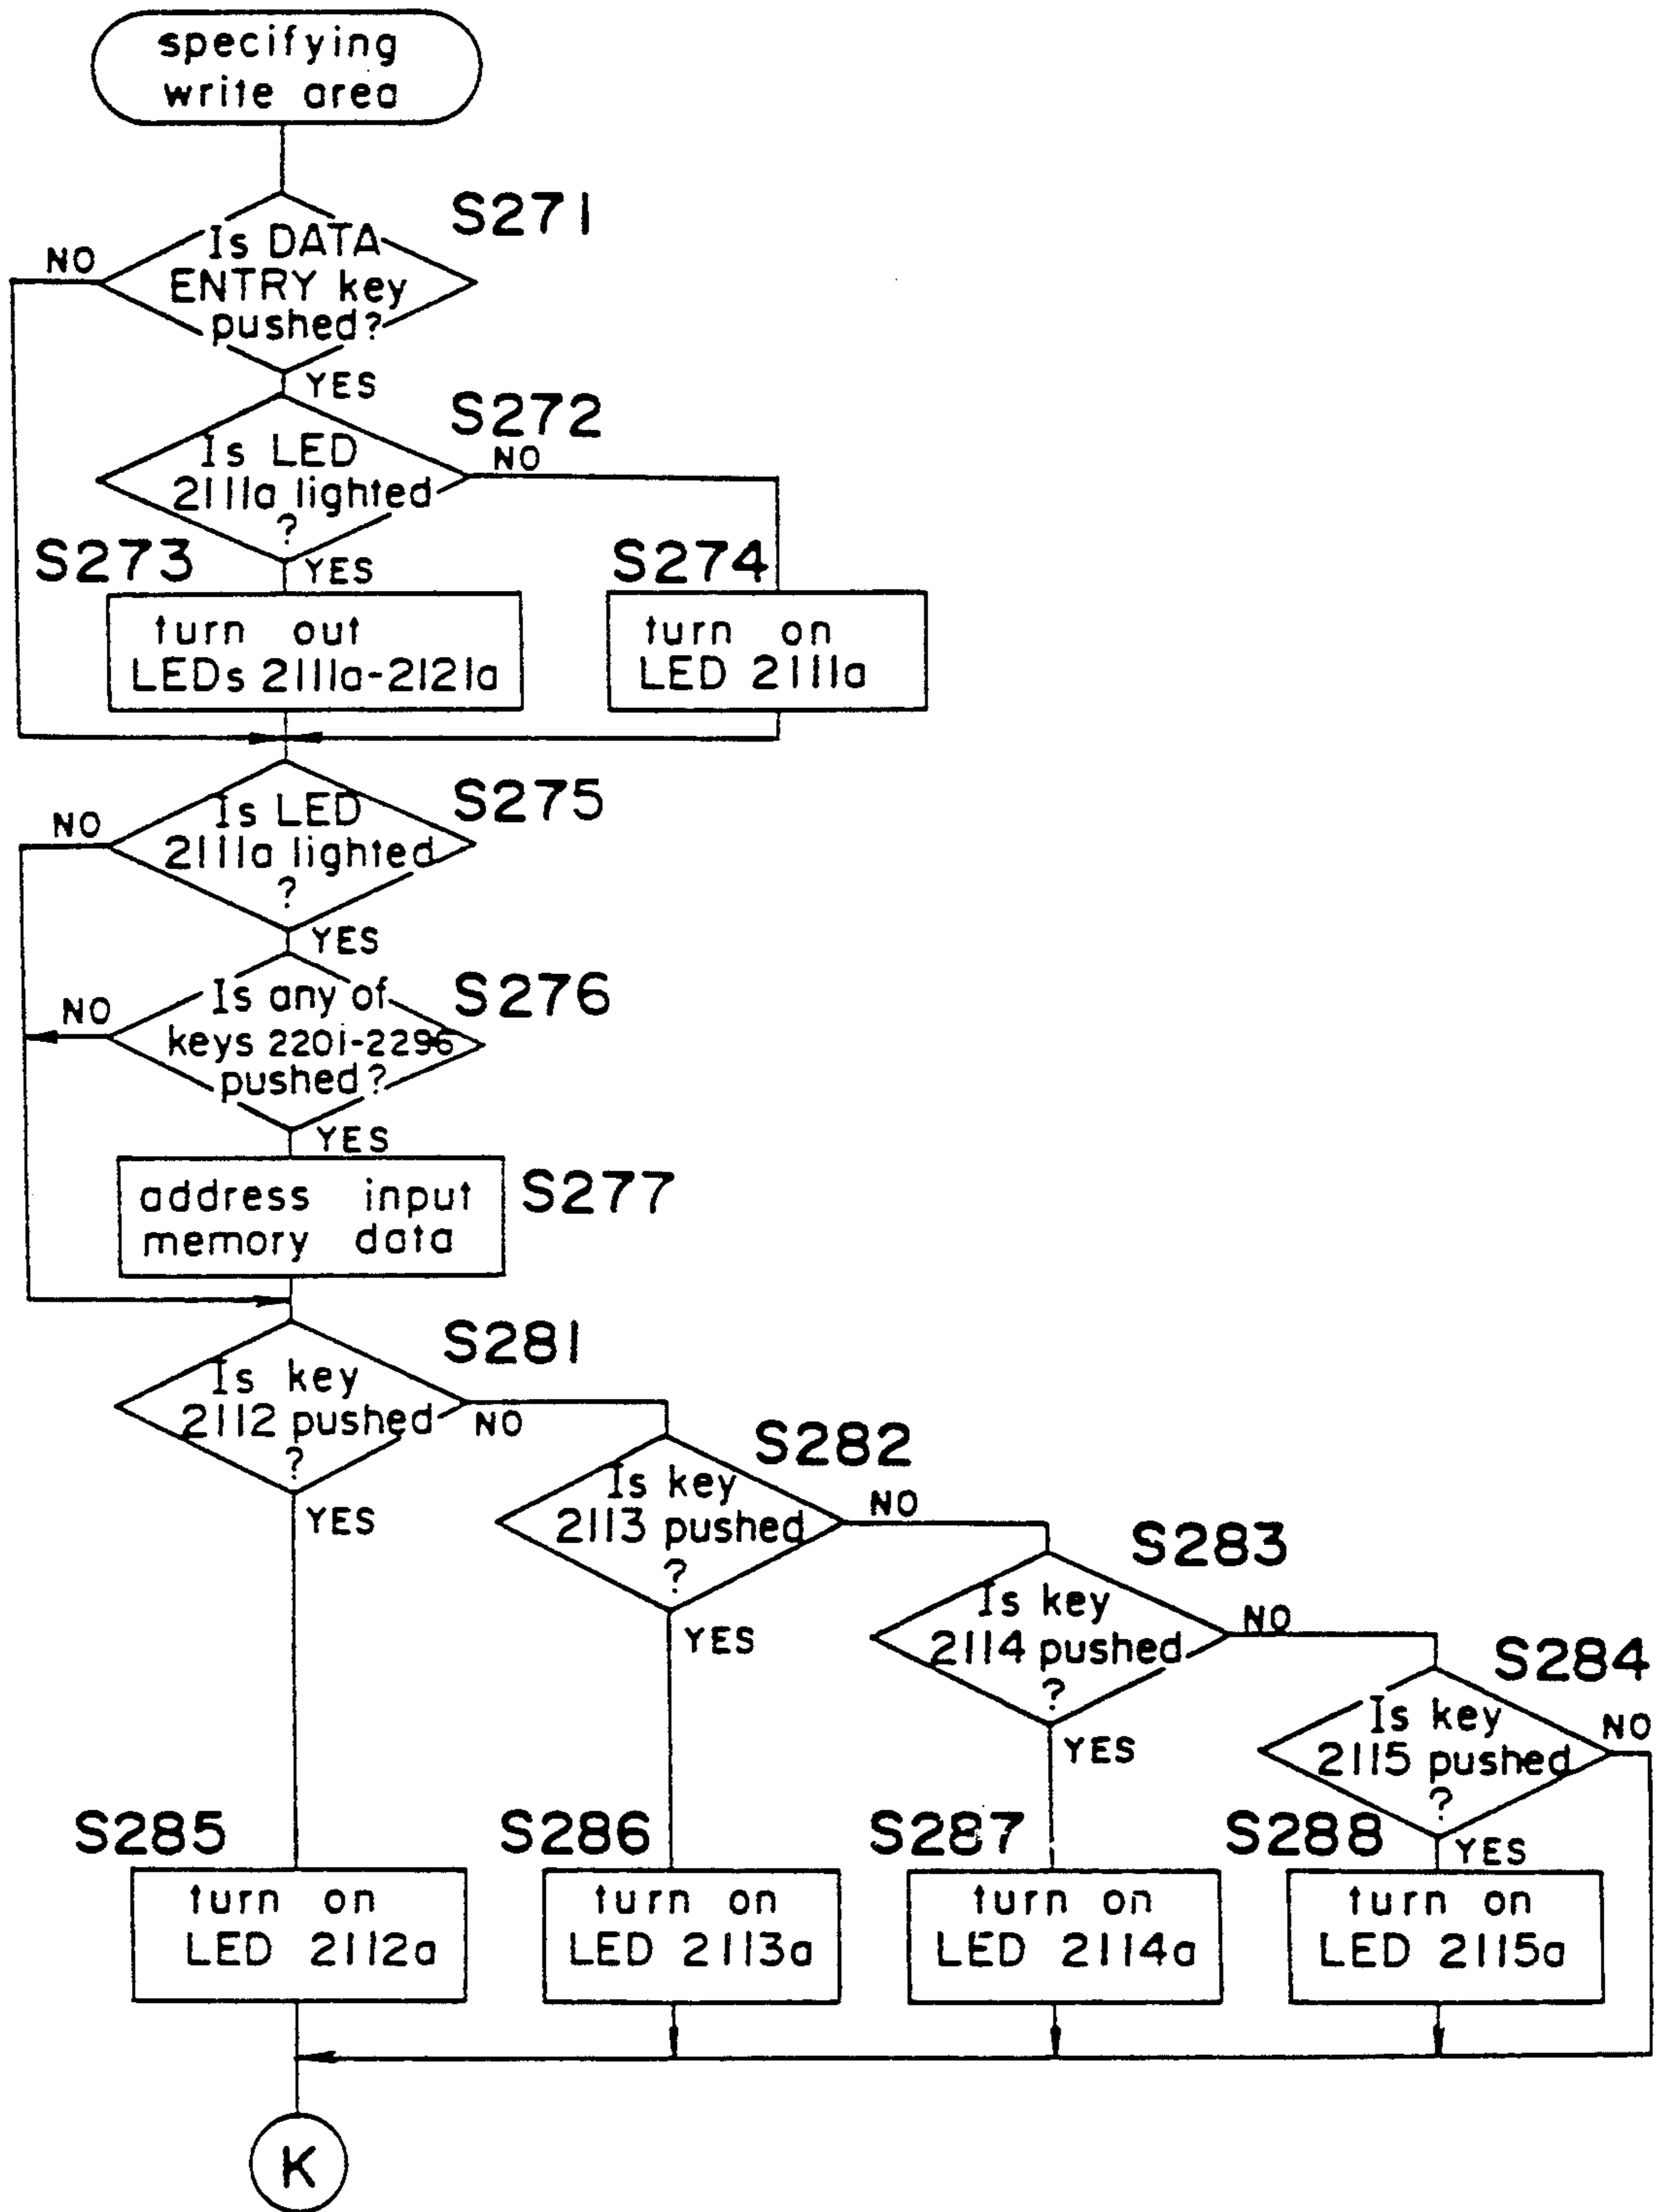 specifying
write area
S271
Is DATA
ENTRY key
pushed?
NO
YES
S272
Is LED
2111a lighted
?
NO
YES
S273
turn out
LEDs 2111a-2121a
S274
turn on
LED 2111a
S275
Is LED
2111a lighted
?
NO
YES
S276
Is any of
keys 2201-2296
pushed?
NO
YES
S277
address input
memory data
S281
Is key
2112 pushed
?
NO
YES
S282
Is key
2113 pushed
?
NO
YES
S283
Is key
2114 pushed
?
NO
YES
S284
Is key
2115 pushed
?
NO
YES
S285
turn on
LED 2112a
S286
turn on
LED 2113a
S287
turn on
LED 2114a
S288
turn on
LED 2115a
K